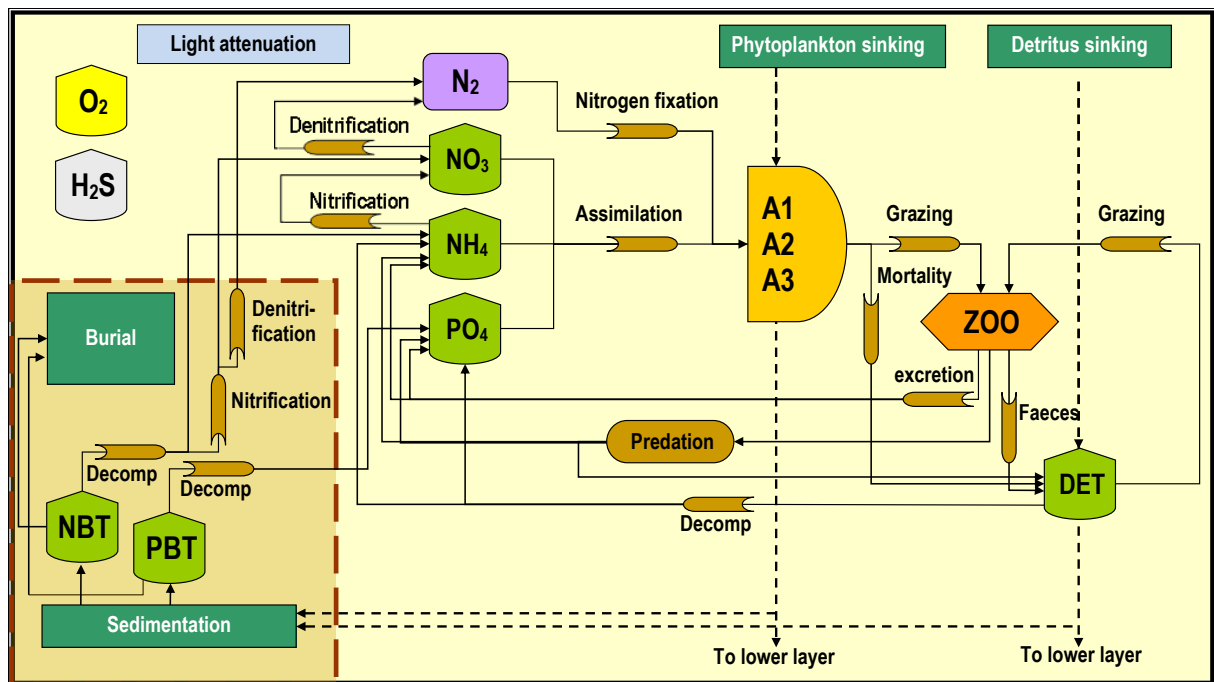 Light attenuation
Phytoplankton sinking
Detritus sinking
O₂
H₂S
N₂
Nitrogen fixation
Denitrification
NO₃
Nitrification
NH₄
Assimilation
PO₄
A1
A2
A3
Grazing
Grazing
Mortality
ZOO
excretion
Faeces
Predation
DET
Decomp
Burial
Denitri-
fication
Nitrification
Decomp
Decomp
NBT
PBT
Sedimentation
To lower layer
To lower layer